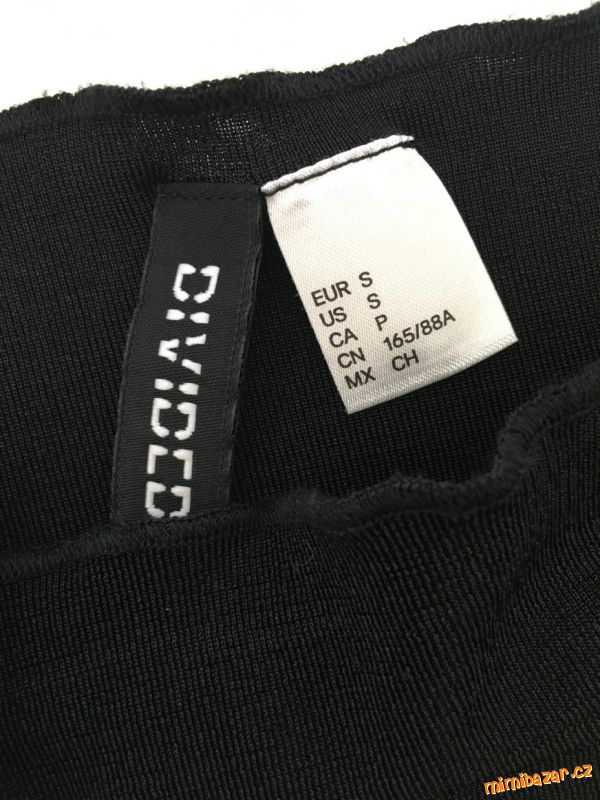 DIVIDED
EUR S
US S
CA P
CN 165/88A
MX CH
mimibazar.cz